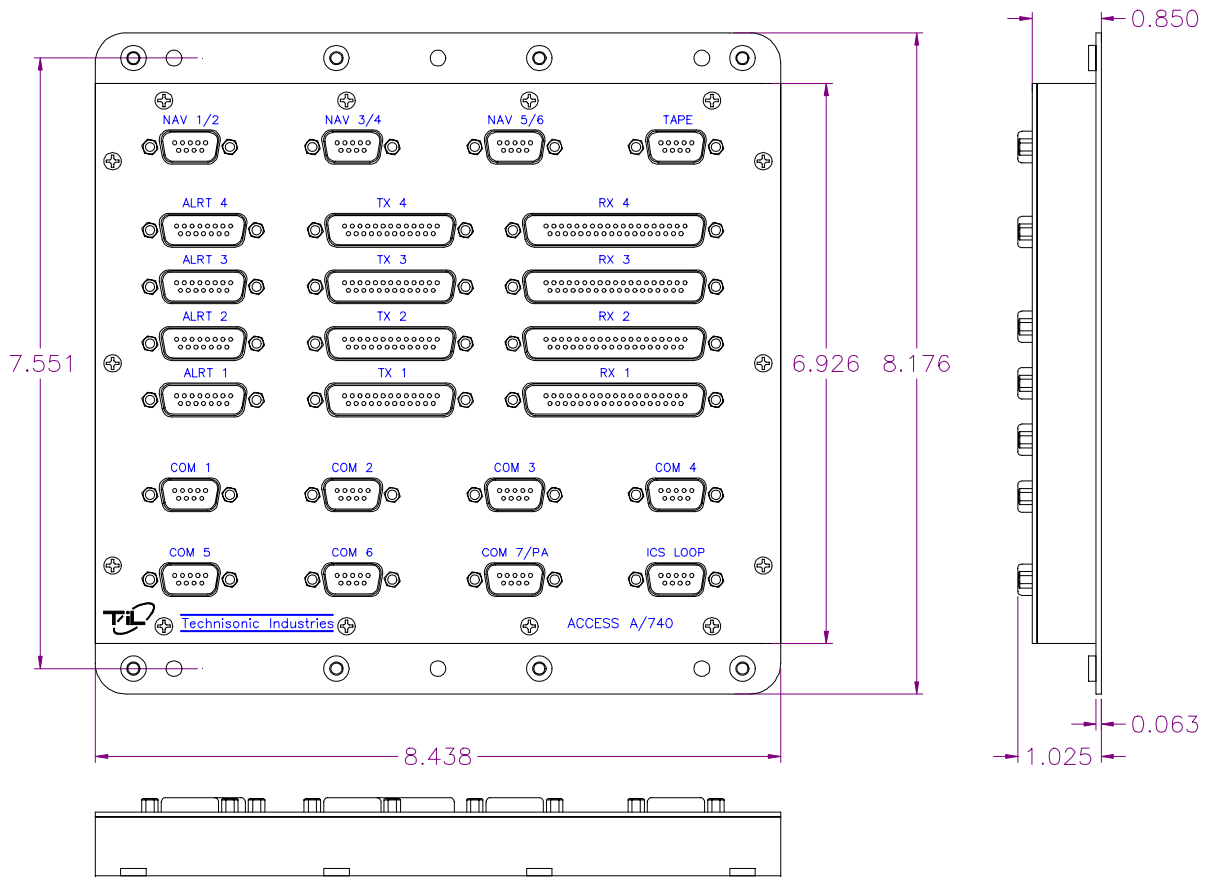 0.850
NAV 1/2 NAV 3/4 NAV 5/6 TAPE
ALRT 4 TX 4 RX 4
ALRT 3 TX 3 RX 3
ALRT 2 TX 2 RX 2
7.551 6.926 8.176
ALRT 1 TX 1 RX 1
COM 1 COM 2 COM 3 COM 4
COM 5 COM 6 COM 7/PA ICS LOOP
TiL Technisonic Industries ACCESS A/740
0.063
8.438 1.025